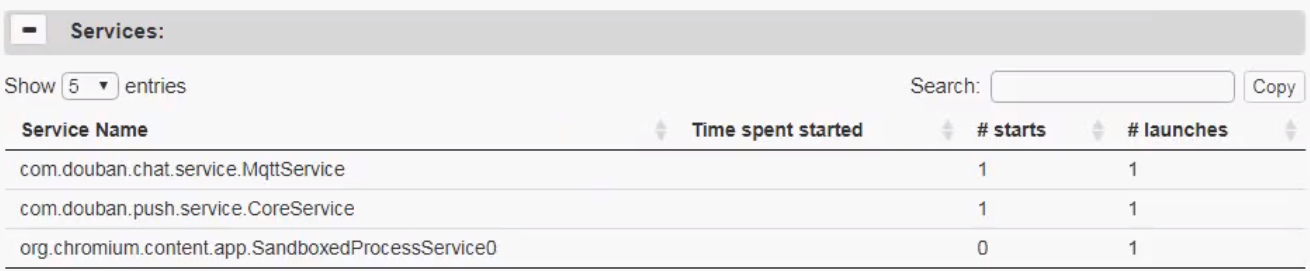 Services:
Show 5 entries Search: Copy
Service Name Time spent started # starts # launches
com.douban.chat.service.MqttService 1 1
com.douban.push.service.CoreService 1 1
org.chromium.content.app.SandboxedProcessService0 0 1